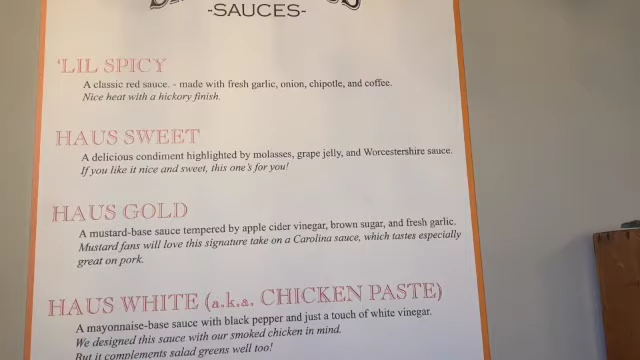 -SAUCES-
'LIL SPICY
A classic red sauce. - made with fresh garlic, onion, chipotle, and coffee.
Nice heat with a hickory finish.
HAUS SWEET
A delicious condiment highlighted by molasses, grape jelly, and Worcestershire sauce.
If you like it nice and sweet, this one's for you!
HAUS GOLD
A mustard-base sauce tempered by apple cider vinegar, brown sugar, and fresh garlic.
Mustard fans will love this signature take on a Carolina sauce, which tastes especially
great on pork.
HAUS WHITE (a.k.a. CHICKEN PASTE)
A mayonnaise-base sauce with black pepper and just a touch of white vinegar.
We designed this sauce with our smoked chicken in mind.
But it complements salad greens well too!